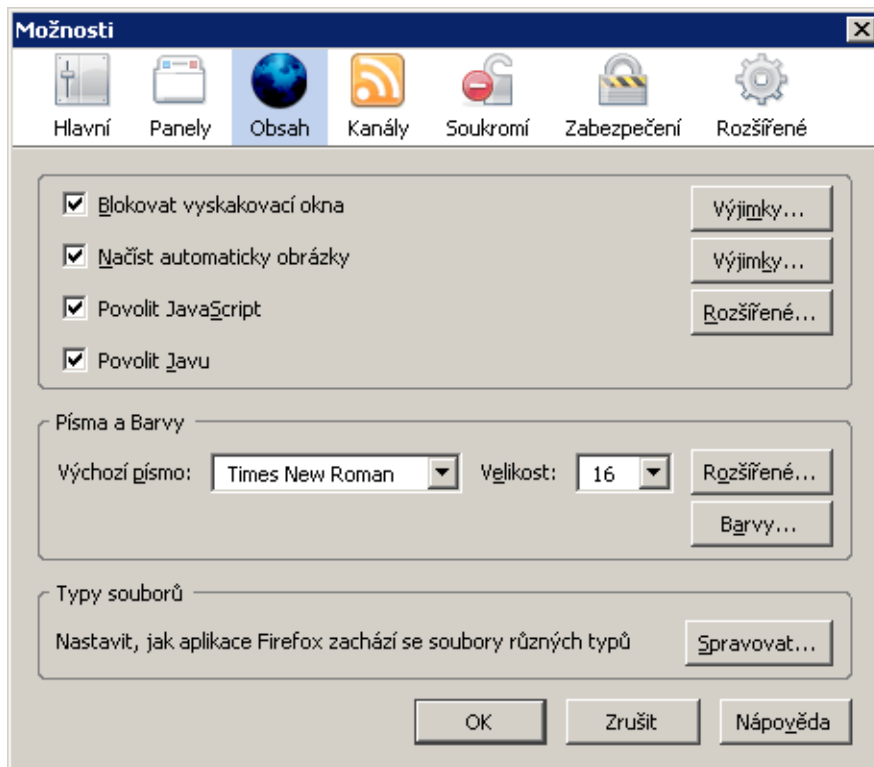 Možnosti
Hlavní Panely Obsah Kanály Soukromí Zabezpečení Rozšířené
Blokovat vyskakovací okna Výjimky...
Načíst automaticky obrázky Výjimky...
Povolit JavaScript Rozšířené...
Povolit Javu
Písma a Barvy
Výchozí písmo: Times New Roman Velikost: 16 Rozšířené...
Barvy...
Typy souborů
Nastavit, jak aplikace Firefox zachází se soubory různých typů Spravovat...
OK Zrušit Nápověda